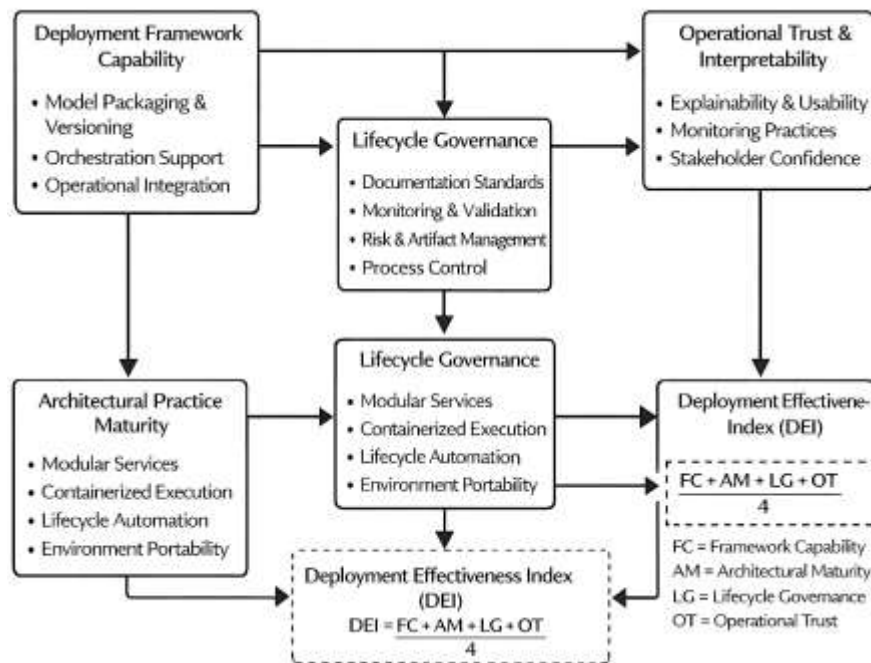 Deployment Framework
Capability
• Model Packaging &
Versioning
• Orchestration Support
• Operational Integration
Operational Trust &
Interpretability
• Explainability & Usability
• Monitoring Practices
• Stakeholder Confidence
Lifecycle Governance
• Documentation Standards
• Monitoring & Validation
• Risk & Artifact Management
• Process Control
Architectural Practice
Maturity
• Modular Services
• Containerized Execution
• Lifecycle Automation
• Environment Portability
Lifecycle Governance
• Modular Services
• Containerized Execution
• Lifecycle Automation
• Environment Portability
Deployment Effectivene-
Index (DEI)
FC + AM + LG + OT
4
FC = Framework Capability
AM = Architectural Maturity
LG = Lifecycle Governance
OT = Operational Trust
Deployment Effectiveness Index
(DEI)
DEI = FC + AM + LG + OT
4